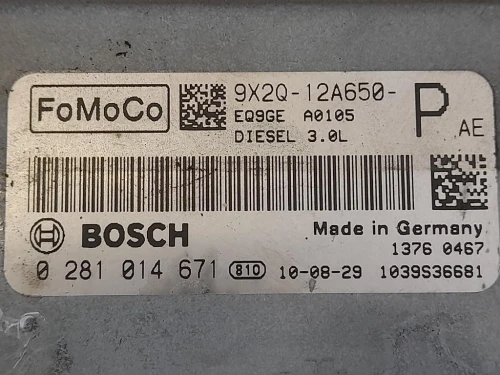 FoMoCo 9X2Q-12A650- P AE
EQ9GE A0105
DIESEL 3.0L
BOSCH Made in Germany
1376 0467
0 281 014 671 810 10-08-29 1039S36681